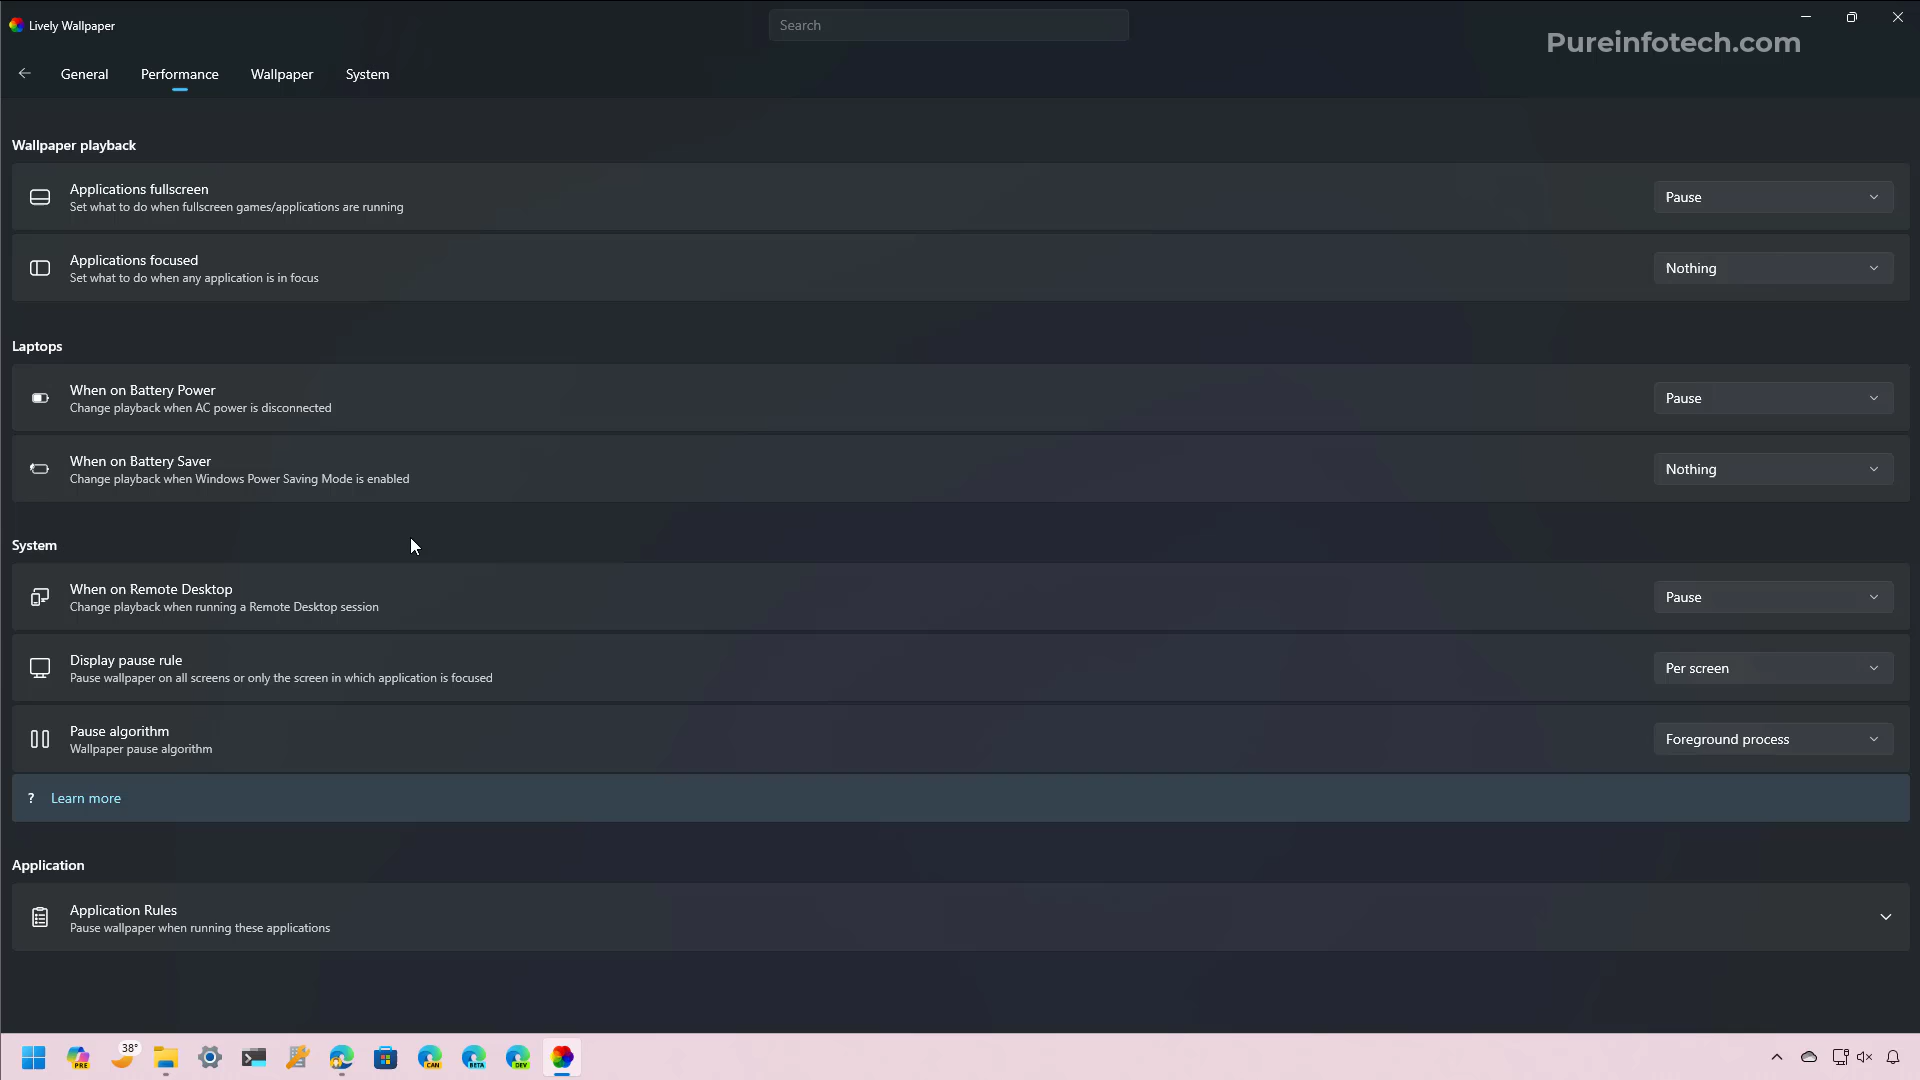 Lively Wallpaper
Search
Pureinfotech.com
General Performance Wallpaper System
Wallpaper playback
Applications fullscreen
Set what to do when fullscreen games/applications are running
Pause
Applications focused
Set what to do when any application is in focus
Nothing
Laptops
When on Battery Power
Change playback when AC power is disconnected
Pause
When on Battery Saver
Change playback when Windows Power Saving Mode is enabled
Nothing
System
When on Remote Desktop
Change playback when running a Remote Desktop session
Pause
Display pause rule
Pause wallpaper on all screens or only the screen in which application is focused
Per screen
Pause algorithm
Wallpaper pause algorithm
Foreground process
? Learn more
Application
Application Rules
Pause wallpaper when running these applications
PRE 38° CAN BETA DEV